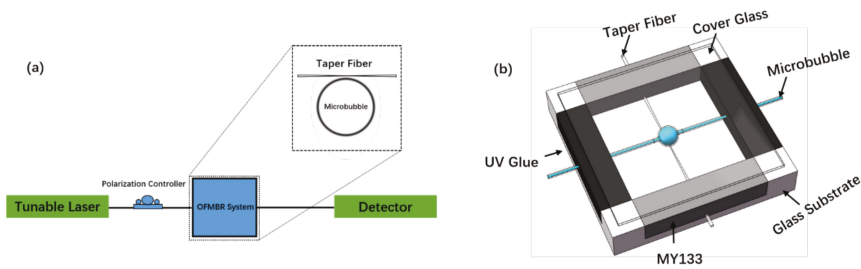 (a)
Taper Fiber
Microbubble
Polarization Controller
Tunable Laser
OFMBR System
Detector
(b)
Taper Fiber
Cover Glass
Microbubble
UV Glue
Glass Substrate
MY133